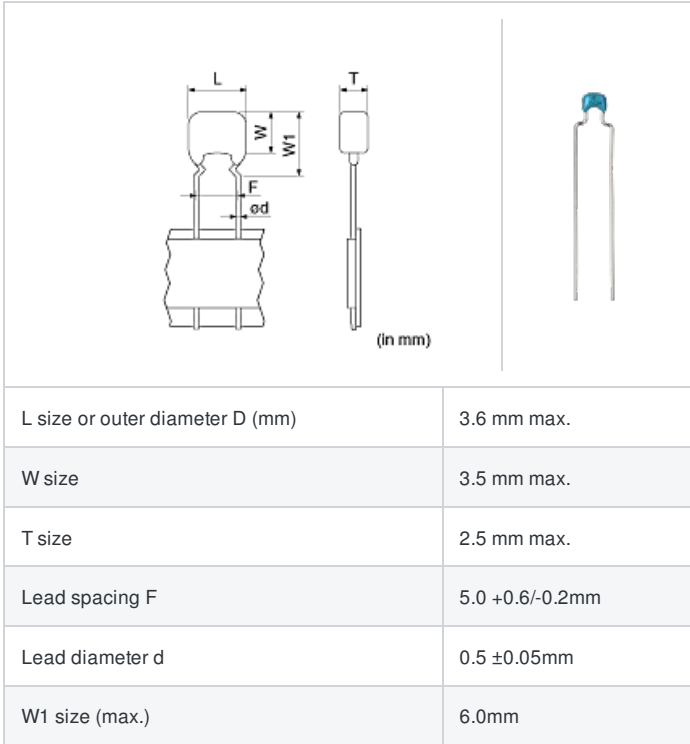 L
T
W
W1
F
ød
(in mm)
L size or outer diameter D (mm) 3.6 mm max.
W size 3.5 mm max.
T size 2.5 mm max.
Lead spacing F 5.0 +0.6/-0.2mm
Lead diameter d 0.5 ±0.05mm
W1 size (max.) 6.0mm